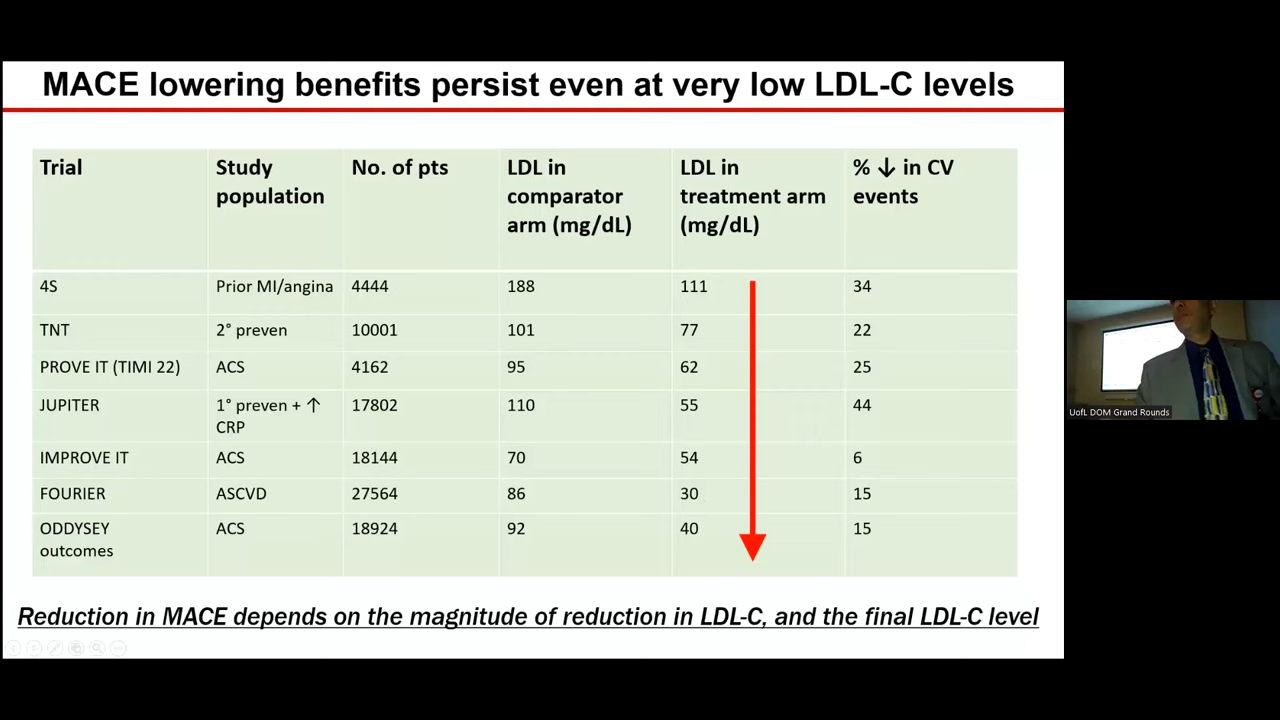 MACE lowering benefits persist even at very low LDL-C levels
Trial
Study
population
No. of pts
LDL in
comparator
arm (mg/dL)
LDL in
treatment arm
(mg/dL)
% ↓ in CV
events
4S
Prior MI/angina
4444
188
111
34
TNT
2° preven
10001
101
77
22
PROVE IT (TIMI 22)
ACS
4162
95
62
25
JUPITER
1° preven + ↑
CRP
17802
110
55
44
IMPROVE IT
ACS
18144
70
54
6
FOURIER
ASCVD
27564
86
30
15
ODDYSEY
outcomes
ACS
18924
92
40
15
Reduction in MACE depends on the magnitude of reduction in LDL-C, and the final LDL-C level
UofL DOM Grand Rounds